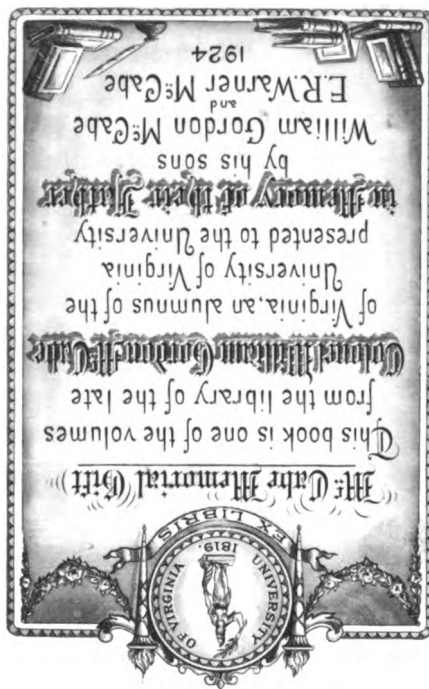 UNIVERSITY OF VIRGINIA
1819.
EX LIBRIS
McCabe Memorial Gift
This book is one of the volumes
from the library of the late
Colonel William Gordon McCabe
of Virginia, an alumnus of the
University of Virginia
presented to the University
in Memory of their Father
by his sons
William Gordon McCabe
and
E.R.Warner McCabe
1924